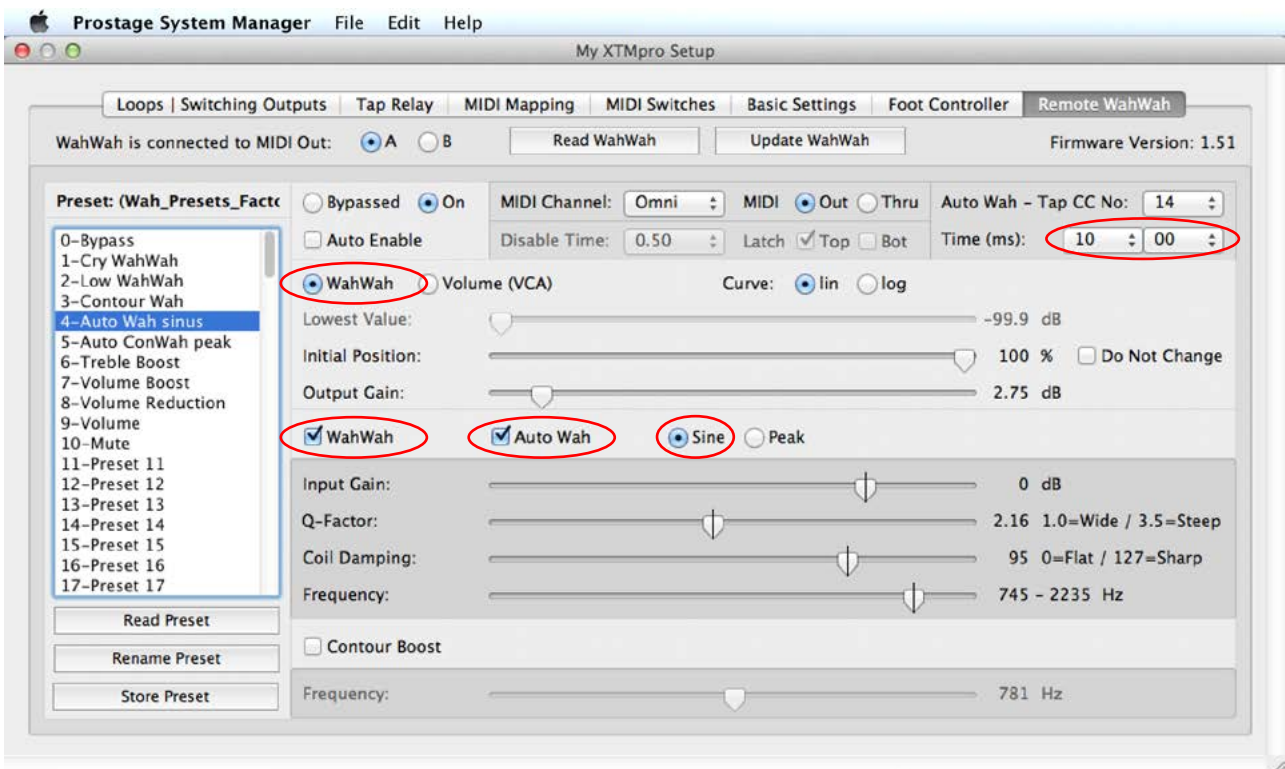 Prostage System Manager File Edit Help
My XTMpro Setup
Loops | Switching Outputs Tap Relay MIDI Mapping MIDI Switches Basic Settings Foot Controller Remote WahWah
WahWah is connected to MIDI Out: A B Read WahWah Update WahWah Firmware Version: 1.51
Preset: (Wah_Presets_Factc Bypassed On MIDI Channel: Omni MIDI Out Thru Auto Wah – Tap CC No: 14
Auto Enable Disable Time: 0.50 Latch Top Bot Time (ms): 10 00
0–Bypass
1–Cry WahWah
2–Low WahWah
3–Contour Wah
4–Auto Wah sinus
5–Auto ConWah peak
6–Treble Boost
7–Volume Boost
8–Volume Reduction
9–Volume
10–Mute
11–Preset 11
12–Preset 12
13–Preset 13
14–Preset 14
15–Preset 15
16–Preset 16
17–Preset 17
Read Preset
Rename Preset
Store Preset
WahWah Volume (VCA) Curve: lin log
Lowest Value: –99.9 dB
Initial Position: 100 % Do Not Change
Output Gain: 2.75 dB
WahWah Auto Wah Sine Peak
Input Gain: 0 dB
Q–Factor: 2.16 1.0=Wide / 3.5=Steep
Coil Damping: 95 0=Flat / 127=Sharp
Frequency: 745 – 2235 Hz
Contour Boost
Frequency: 781 Hz